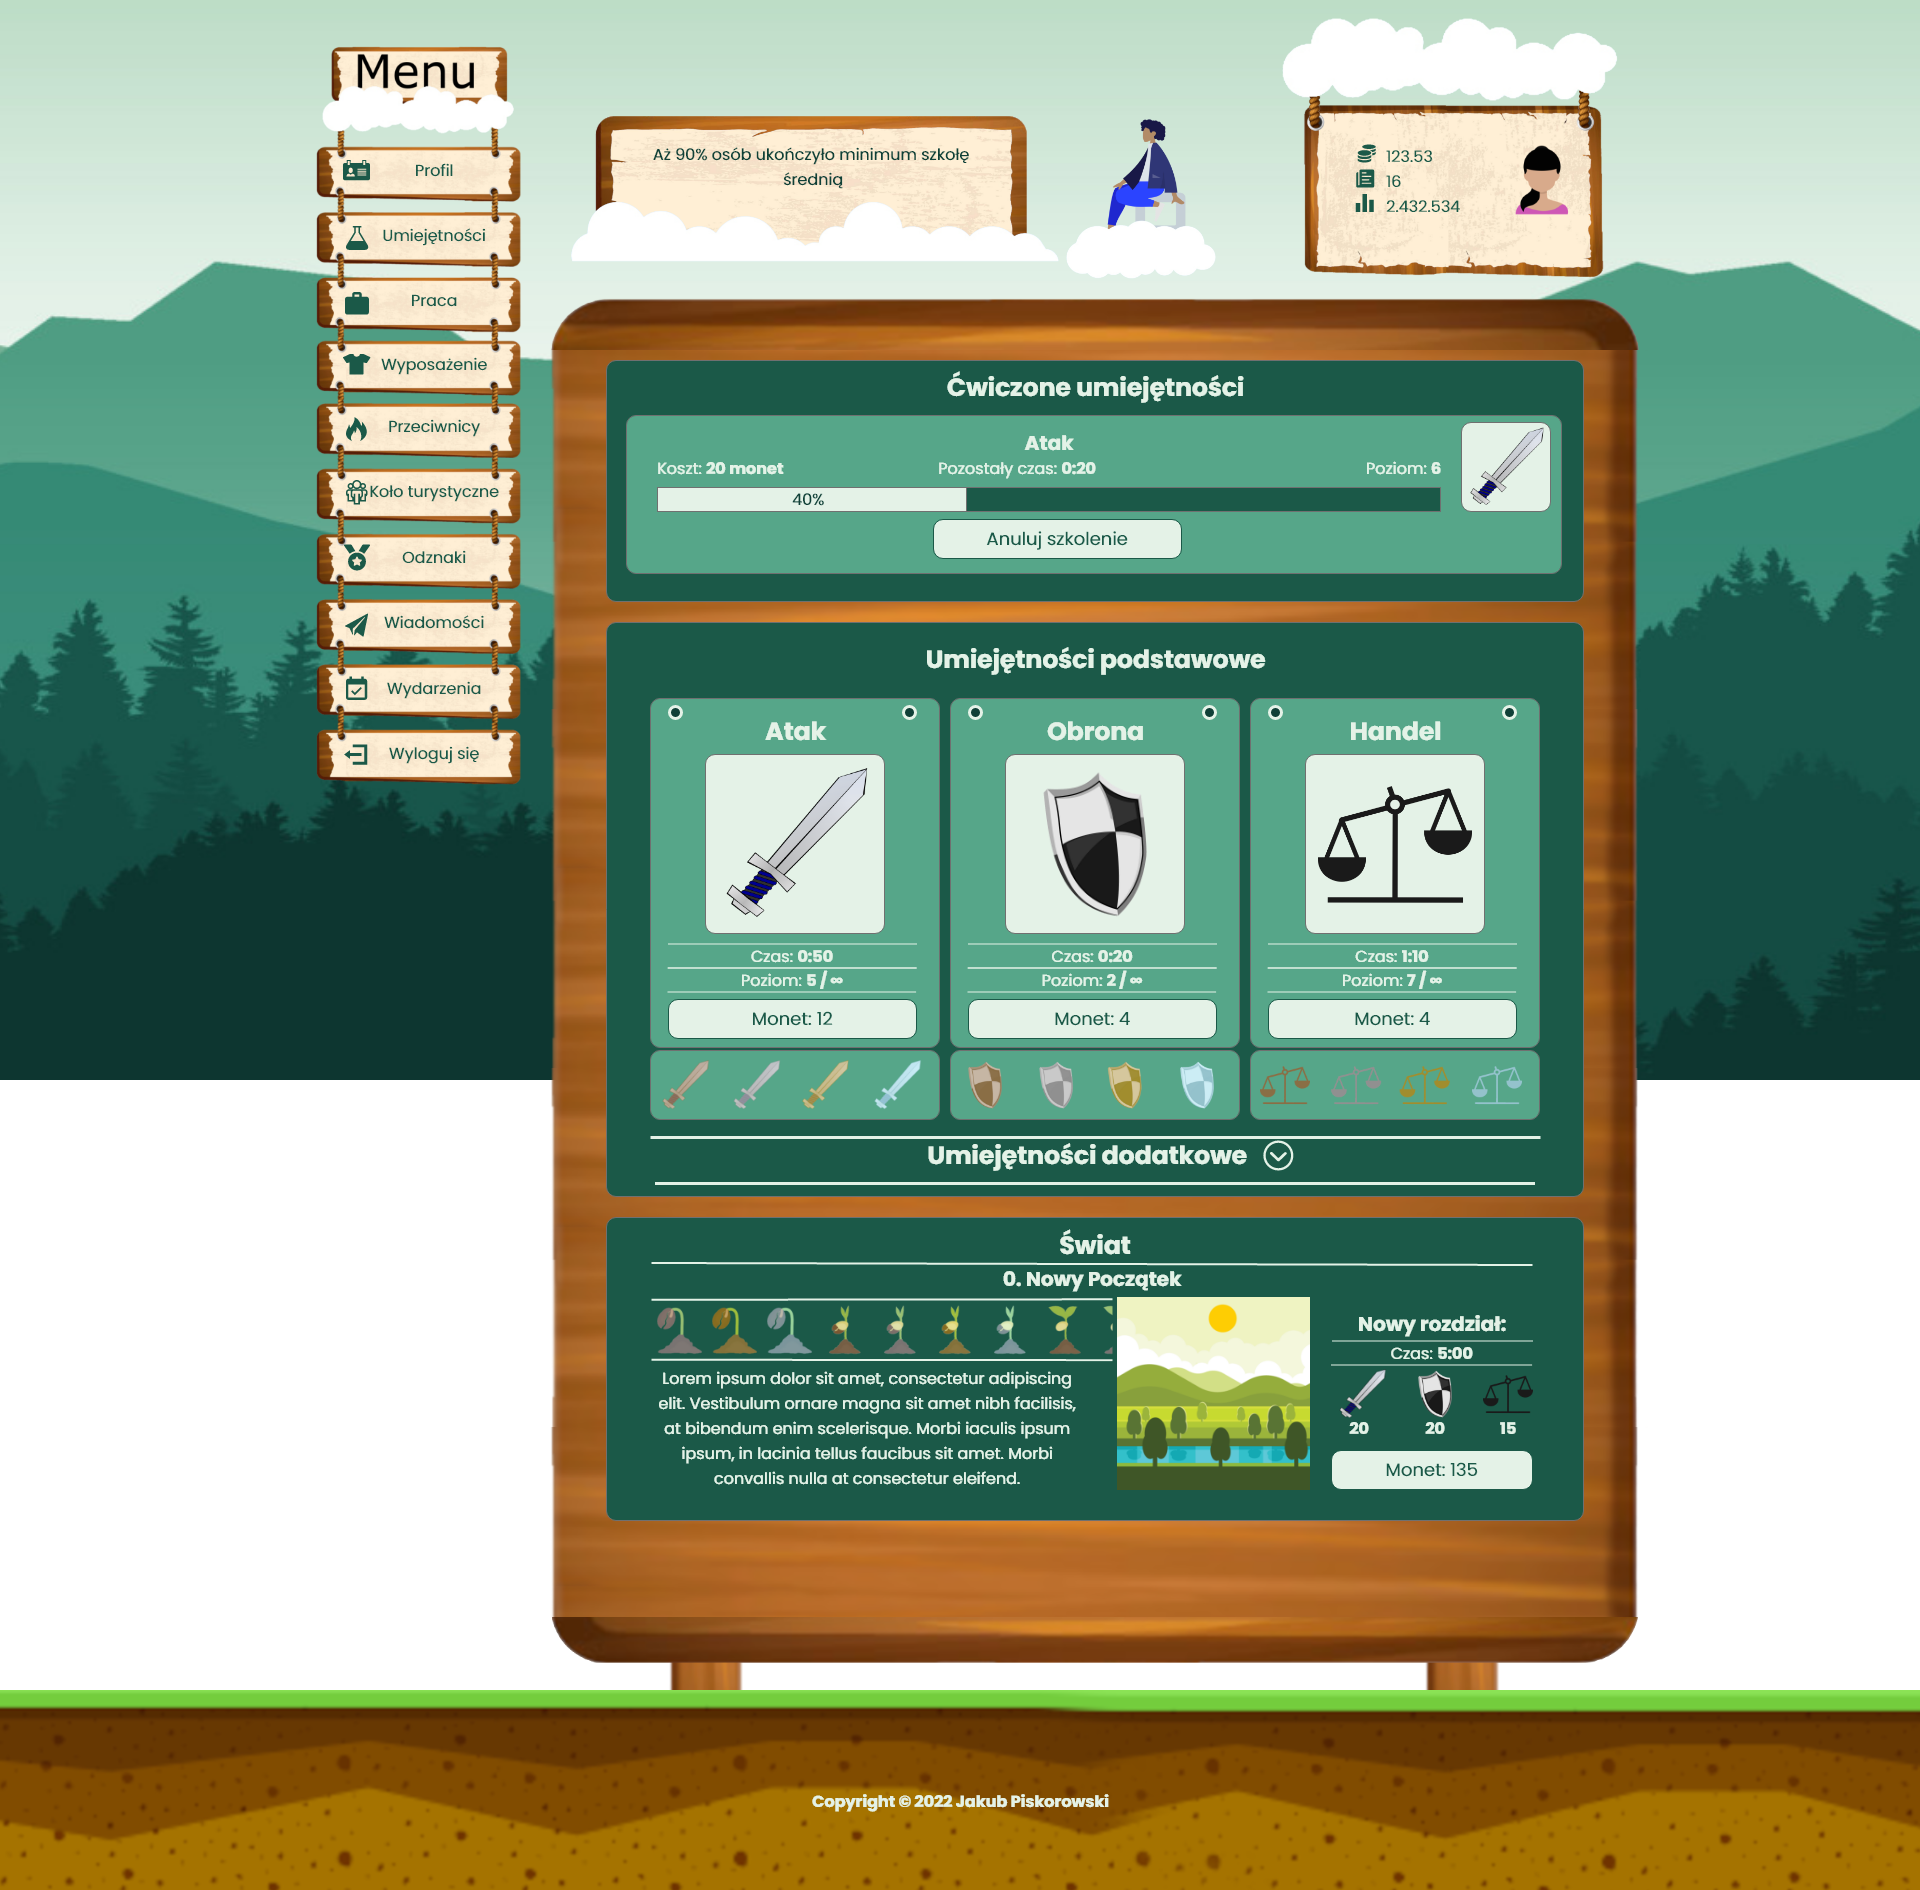 Menu
Profil
Umiejętności
Praca
Wyposażenie
Przeciwnicy
Koło turystyczne
Odznaki
Wiadomości
Wydarzenia
Wyloguj się
Aż 90% osób ukończyło minimum szkołę
średnią
123.53
16
2.432.534
Ćwiczone umiejętności
Atak
Koszt: 20 monet Pozostały czas: 0:20 Poziom: 6
40%
Anuluj szkolenie
Umiejętności podstawowe
Atak Obrona Handel
Czas: 0:50 Czas: 0:20 Czas: 1:10
Poziom: 5 / ∞ Poziom: 2 / ∞ Poziom: 7 / ∞
Monet: 12 Monet: 4 Monet: 4
Umiejętności dodatkowe
Świat
0. Nowy Początek
Lorem ipsum dolor sit amet, consectetur adipiscing
elit. Vestibulum ornare magna sit amet nibh facilisis,
at bibendum enim scelerisque. Morbi iaculis ipsum
ipsum, in lacinia tellus faucibus sit amet. Morbi
convallis nulla at consectetur eleifend.
Nowy rozdział:
Czas: 5:00
20 20 15
Monet: 135
Copyright © 2022 Jakub Piskorowski